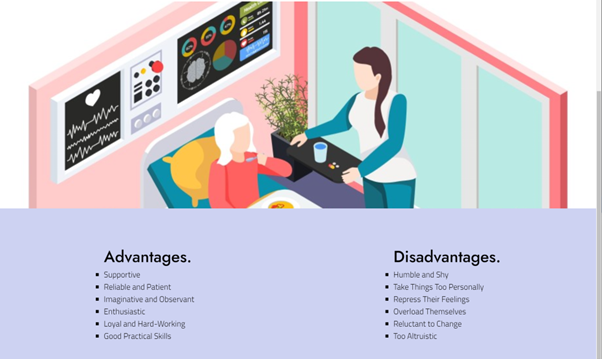 Advantages.
Supportive
Reliable and Patient
Imaginative and Observant
Enthusiastic
Loyal and Hard-Working
Good Practical Skills
Disadvantages.
Humble and Shy
Take Things Too Personally
Repress Their Feelings
Overload Themselves
Reluctant to Change
Too Altruistic